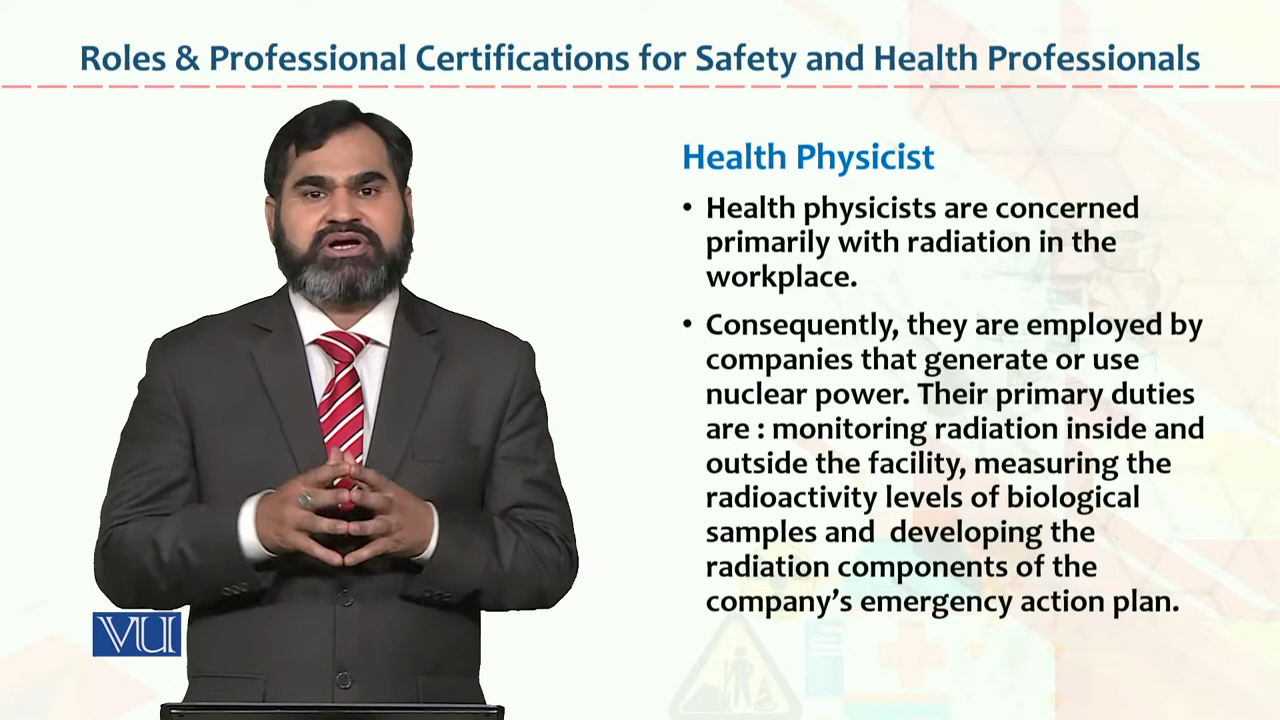 Roles & Professional Certifications for Safety and Health Professionals
Health Physicist
• Health physicists are concerned
primarily with radiation in the
workplace.
• Consequently, they are employed by
companies that generate or use
nuclear power. Their primary duties
are : monitoring radiation inside and
outside the facility, measuring the
radioactivity levels of biological
samples and developing the
radiation components of the
company’s emergency action plan.
VU